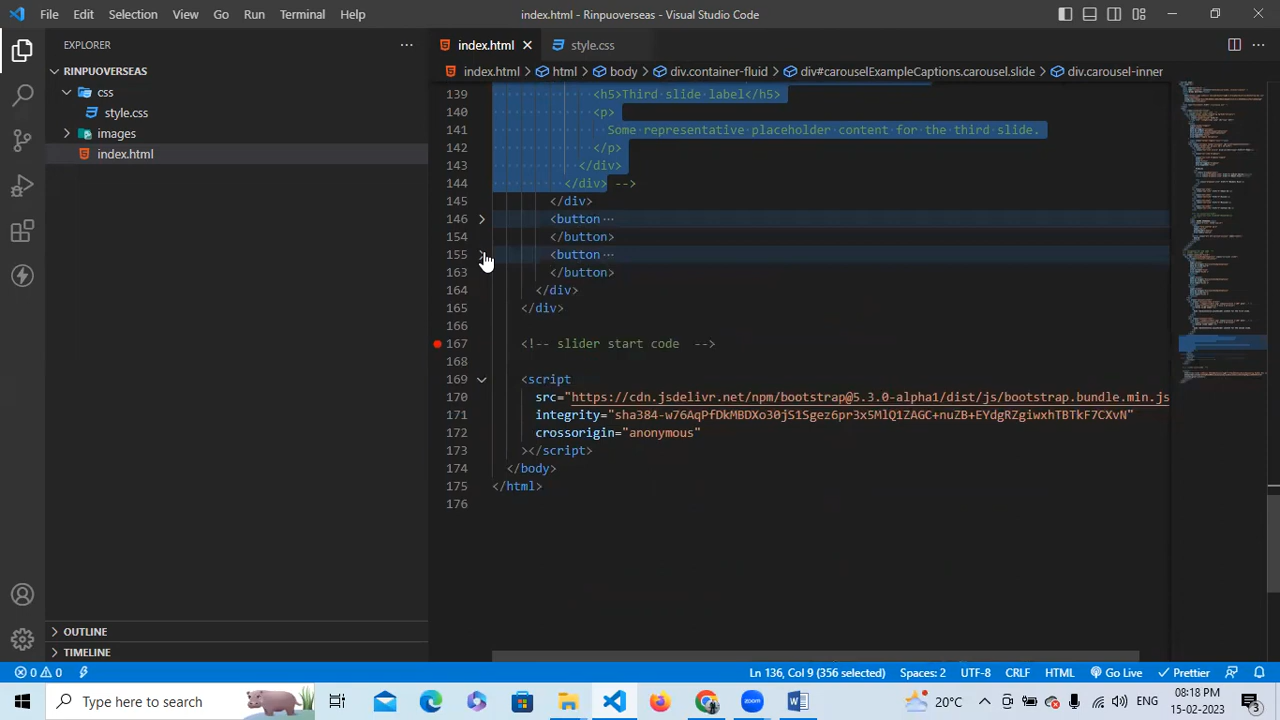 File Edit Selection View Go Run Terminal Help
index.html - Rinpuoverseas - Visual Studio Code
EXPLORER
index.html
style.css
RINPUOVERSEAS
index.html > html > body > div.container-fluid > div#carouselExampleCaptions.carousel.slide > div.carousel-inner
css
style.css
images
index.html
139 <h5>Third slide label</h5>
140 <p>
141 Some representative placeholder content for the third slide.
142 </p>
143 </div>
144 </div> -->
145 </div>
146 <button ···
154 </button>
155 <button ···
163 </button>
164 </div>
165 </div>
166
167 <!-- slider start code -->
168
169 <script
170 src="https://cdn.jsdelivr.net/npm/bootstrap@5.3.0-alpha1/dist/js/bootstrap.bundle.min.js
171 integrity="sha384-w76AqPfDkMBDXo30jS1Sgez6pr3x5MlQ1ZAGC+nuZB+EYdgRZgiwxhTBTkF7CXvN"
172 crossorigin="anonymous"
173 ></script>
174 </body>
175 </html>
176
OUTLINE
TIMELINE
0 0
Ln 136, Col 9 (356 selected) Spaces: 2 UTF-8 CRLF HTML Go Live Prettier
Type here to search
20°C
ENG
08:18 PM
15-02-2023
3